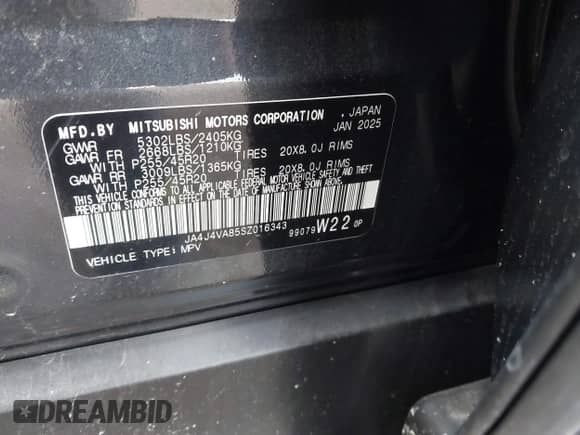 MFD.BY MITSUBISHI MOTORS CORPORATION , JAPAN
GVWR 5302LBS/2405KG JAN 2025
GAWR FR 2668LBS/1210KG
WITH P255/45R20 TIRES 20X8.0J RIMS
GAWR RR 3009LBS/1365KG
WITH P255/45R20 TIRES 20X8.0J RIMS
THIS VEHICLE CONFORMS TO ALL APPLICABLE FEDERAL MOTOR VEHICLE SAFETY, BUMPER AND THEFT
PREVENTION STANDARDS IN EFFECT ON THE DATE OF MANUFACTURE SHOWN ABOVE.
JA4J4VA85SZ016343
99079 W22 0P
VEHICLE TYPE: MPV
DREAMBID